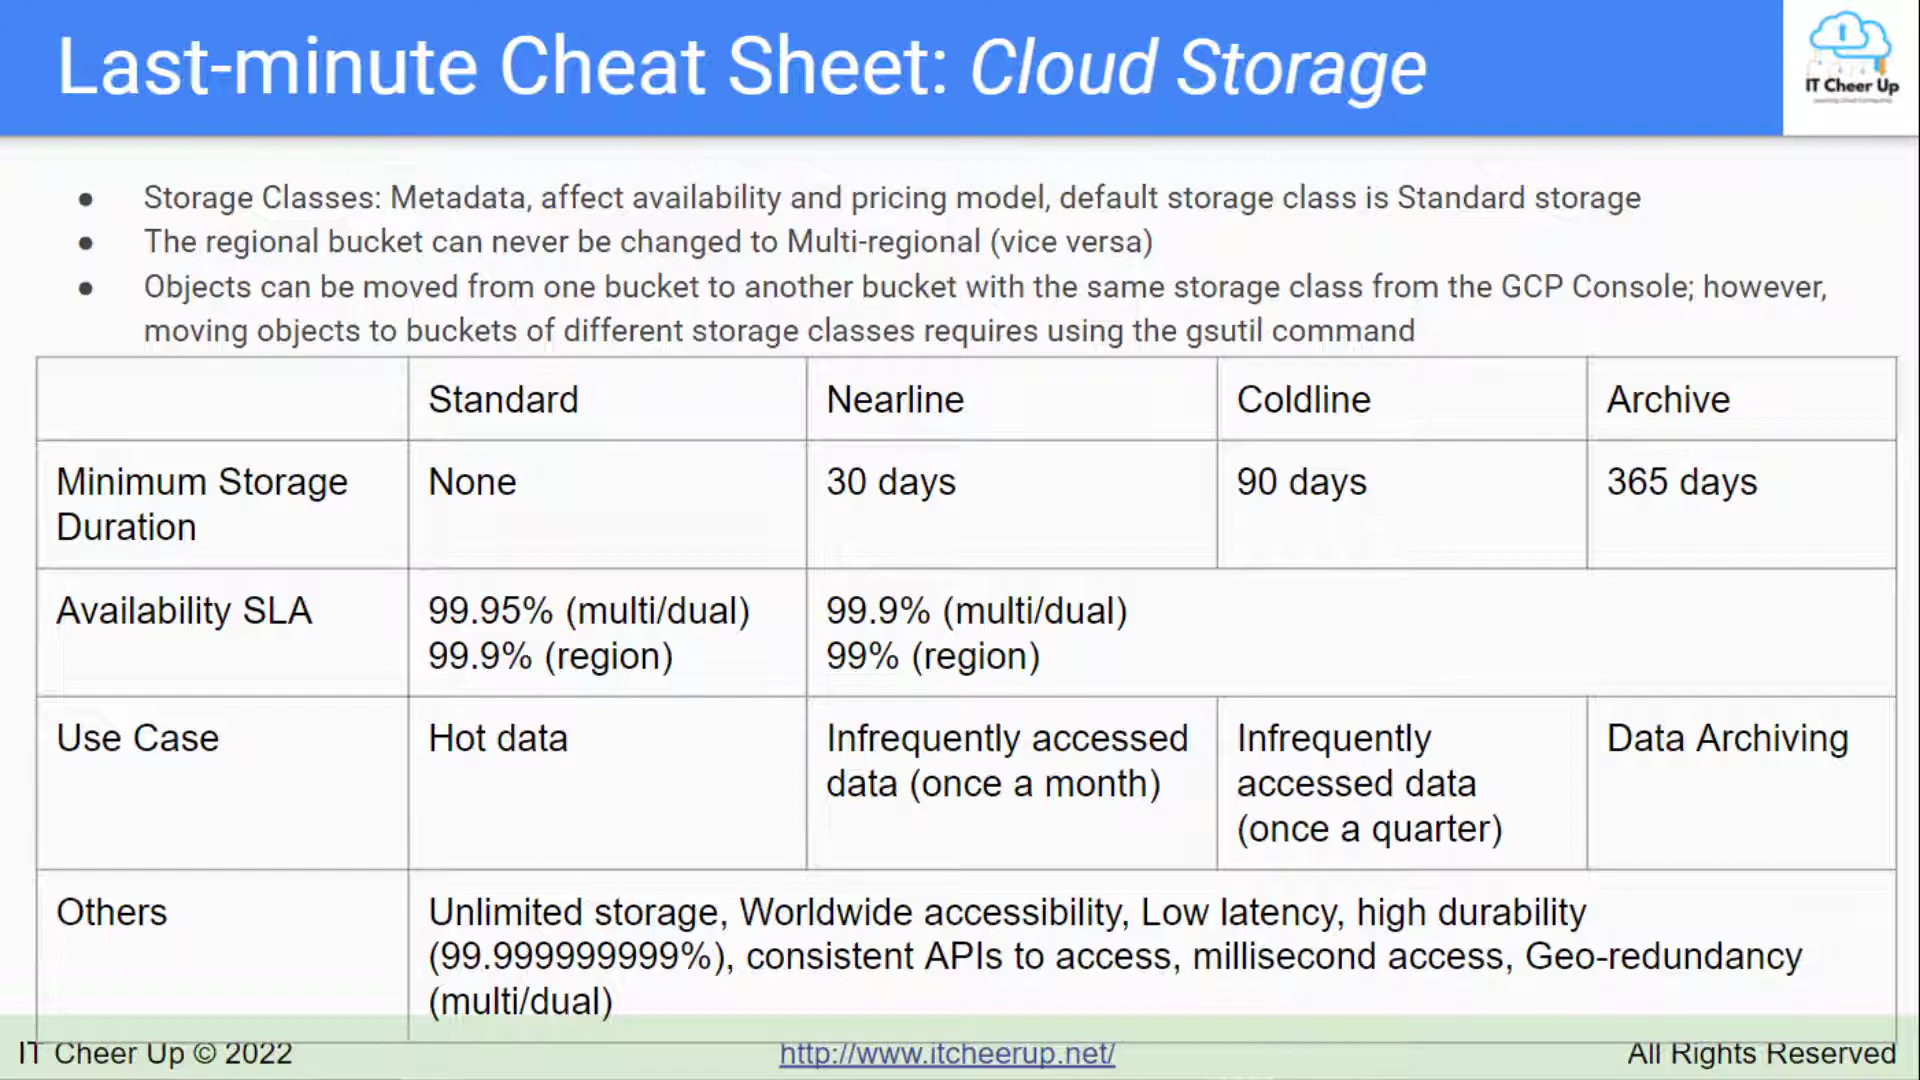 Last-minute Cheat Sheet: Cloud Storage
IT Cheer Up
● Storage Classes: Metadata, affect availability and pricing model, default storage class is Standard storage
● The regional bucket can never be changed to Multi-regional (vice versa)
● Objects can be moved from one bucket to another bucket with the same storage class from the GCP Console; however,
moving objects to buckets of different storage classes requires using the gsutil command
Standard Nearline Coldline Archive
Minimum Storage
Duration
None
30 days
90 days
365 days
Availability SLA
99.95% (multi/dual)
99.9% (region)
99.9% (multi/dual)
99% (region)
Use Case
Hot data
Infrequently accessed
data (once a month)
Infrequently
accessed data
(once a quarter)
Data Archiving
Others
Unlimited storage, Worldwide accessibility, Low latency, high durability
(99.999999999%), consistent APIs to access, millisecond access, Geo-redundancy
(multi/dual)
IT Cheer Up © 2022
http://www.itcheerup.net/
All Rights Reserved